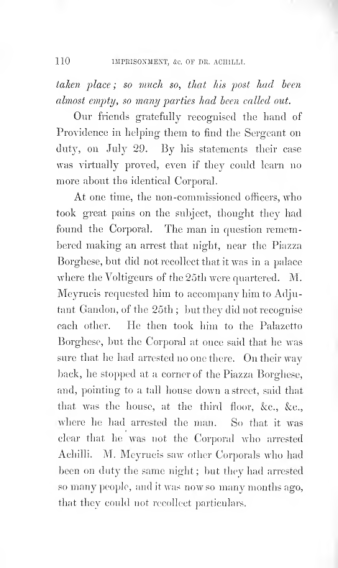 110 IMPRISONMENT, &c. OF DR. ACHILLI.
taken place; so much so, that his post had been
almost empty, so many parties had been called out.
Our friends gratefully recognised the hand of
Providence in helping them to find the Sergeant on
duty, on July 29. By his statements their case
was virtually proved, even if they could learn no
more about the identical Corporal.
At one time, the non-commissioned officers, who
took great pains on the subject, thought they had
found the Corporal. The man in question remem-
bered making an arrest that night, near the Piazza
Borghese, but did not recollect that it was in a palace
where the Voltigeurs of the 25th were quartered. M.
Meyrueis requested him to accompany him to Adju-
tant Gandon, of the 25th; but they did not recognise
each other. He then took him to the Palazetto
Borghese, but the Corporal at once said that he was
sure that he had arrested no one there. On their way
back, he stopped at a corner of the Piazza Borghese,
and, pointing to a tall house down a street, said that
that was the house, at the third floor, &c., &c.,
where he had arrested the man. So that it was
clear that he was not the Corporal who arrested
Achilli. M. Meyrueis saw other Corporals who had
been on duty the same night; but they had arrested
so many people, and it was now so many months ago,
that they could not recollect particulars.